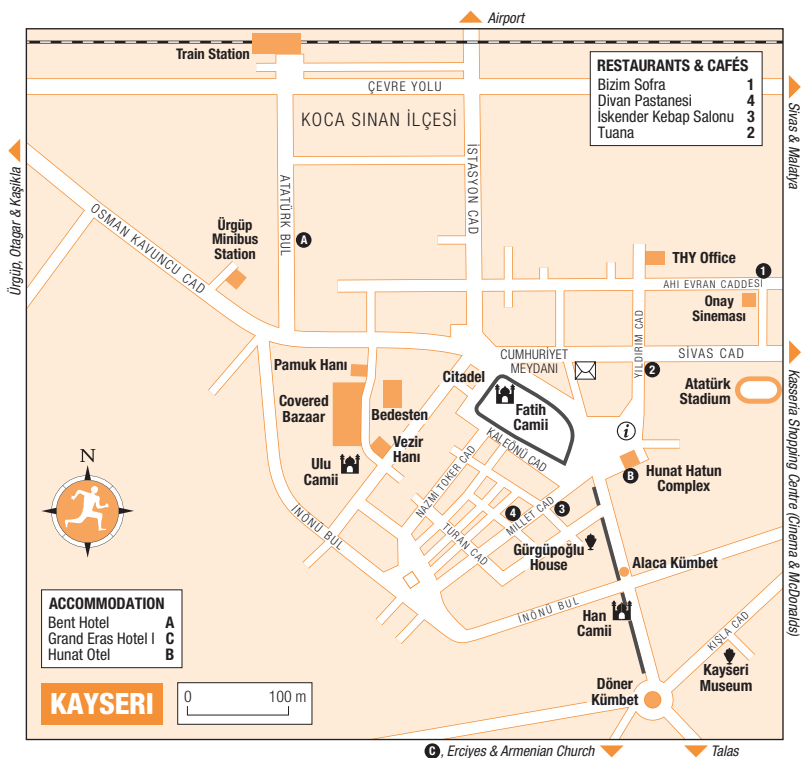 Airport
Train Station
RESTAURANTS & CAFÉS
Bizim Sofra 1
Divan Pastanesi 4
İskender Kebap Salonu 3
Tuana 2
ÇEVRE YOLU
KOCA SINAN İLÇESİ
Sivas & Malatya
Ürgüp, Otagar & Kaşikla
ATATÜRK BUL
İSTASYON CAD
OSMAN KAVUNCU CAD
Ürgüp
Minibus
Station
A
THY Office
1
AHI EVRAN CADDESİ
Onay
Sineması
YILDIRIM CAD
CUMHURİYET
MEYDANI
SİVAS CAD
2
Pamuk Hanı
Citadel
Atatürk
Stadium
Covered
Bazaar
Bedesten
Fatih
Camii
KALEÖNÜ CAD
i
Vezir
Hanı
Ulu
Camii
B
Hunat Hatun
Complex
NAZMI TOKER CAD
N
4
3
MILLET CAD
TURAN CAD
İNÖNÜ BUL
Gürgüpoğlu
House
Alaca Kümbet
İNÖNÜ BUL
Han
Camii
KIŞLA CAD
Kayseri
Museum
Döner
Kümbet
Kasseria Shopping Centre (Cinema & McDonalds)
ACCOMMODATION
Bent Hotel A
Grand Eras Hotel l C
Hunat Otel B
KAYSERI
0 100 m
C, Erciyes & Armenian Church
Talas